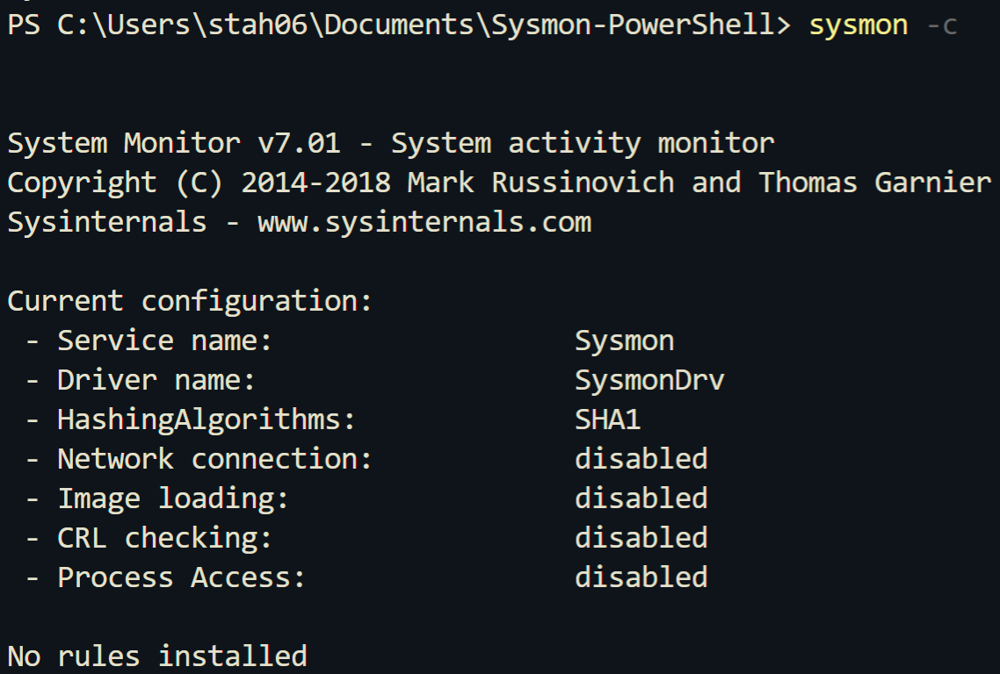 PS C:\Users\stah06\Documents\Sysmon-PowerShell> sysmon -c
System Monitor v7.01 - System activity monitor
Copyright (C) 2014-2018 Mark Russinovich and Thomas Garnier
Sysinternals - www.sysinternals.com
Current configuration:
- Service name: Sysmon
- Driver name: SysmonDrv
- HashingAlgorithms: SHA1
- Network connection: disabled
- Image loading: disabled
- CRL checking: disabled
- Process Access: disabled
No rules installed